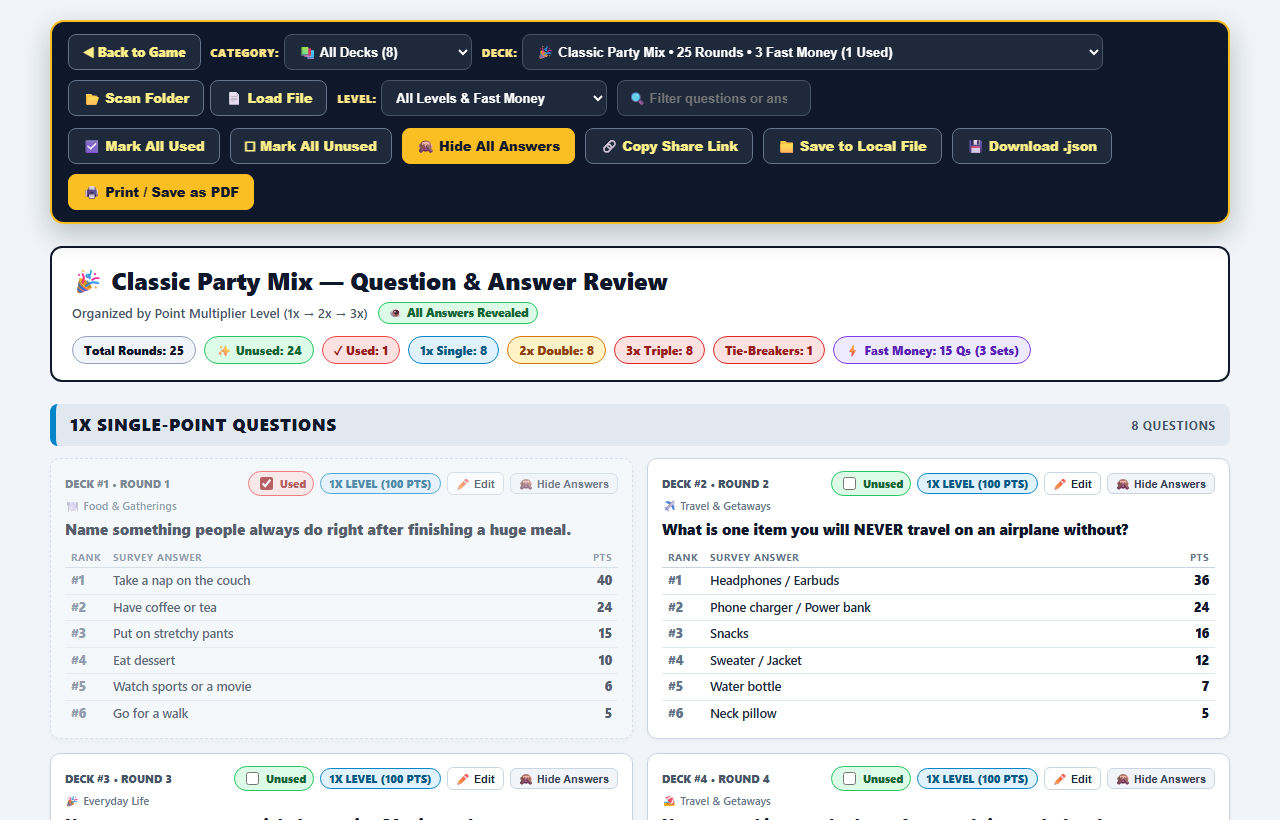 ◀ Back to Game CATEGORY: All Decks (8) DECK: Classic Party Mix • 25 Rounds • 3 Fast Money (1 Used)
Scan Folder Load File LEVEL: All Levels & Fast Money Filter questions or ans
Mark All Used Mark All Unused Hide All Answers Copy Share Link Save to Local File Download .json
Print / Save as PDF
Classic Party Mix — Question & Answer Review
Organized by Point Multiplier Level (1x → 2x → 3x) All Answers Revealed
Total Rounds: 25 Unused: 24 ✓ Used: 1 1x Single: 8 2x Double: 8 3x Triple: 8 Tie-Breakers: 1 Fast Money: 15 Qs (3 Sets)
1X SINGLE-POINT QUESTIONS 8 QUESTIONS
DECK #1 • ROUND 1 Used 1X LEVEL (100 PTS) Edit Hide Answers
Food & Gatherings
Name something people always do right after finishing a huge meal.
RANK SURVEY ANSWER PTS
#1 Take a nap on the couch 40
#2 Have coffee or tea 24
#3 Put on stretchy pants 15
#4 Eat dessert 10
#5 Watch sports or a movie 6
#6 Go for a walk 5
DECK #2 • ROUND 2 Unused 1X LEVEL (100 PTS) Edit Hide Answers
Travel & Getaways
What is one item you will NEVER travel on an airplane without?
RANK SURVEY ANSWER PTS
#1 Headphones / Earbuds 36
#2 Phone charger / Power bank 24
#3 Snacks 16
#4 Sweater / Jacket 12
#5 Water bottle 7
#6 Neck pillow 5
DECK #3 • ROUND 3 Unused 1X LEVEL (100 PTS) Edit Hide Answers
Everyday Life
DECK #4 • ROUND 4 Unused 1X LEVEL (100 PTS) Edit Hide Answers
Travel & Getaways